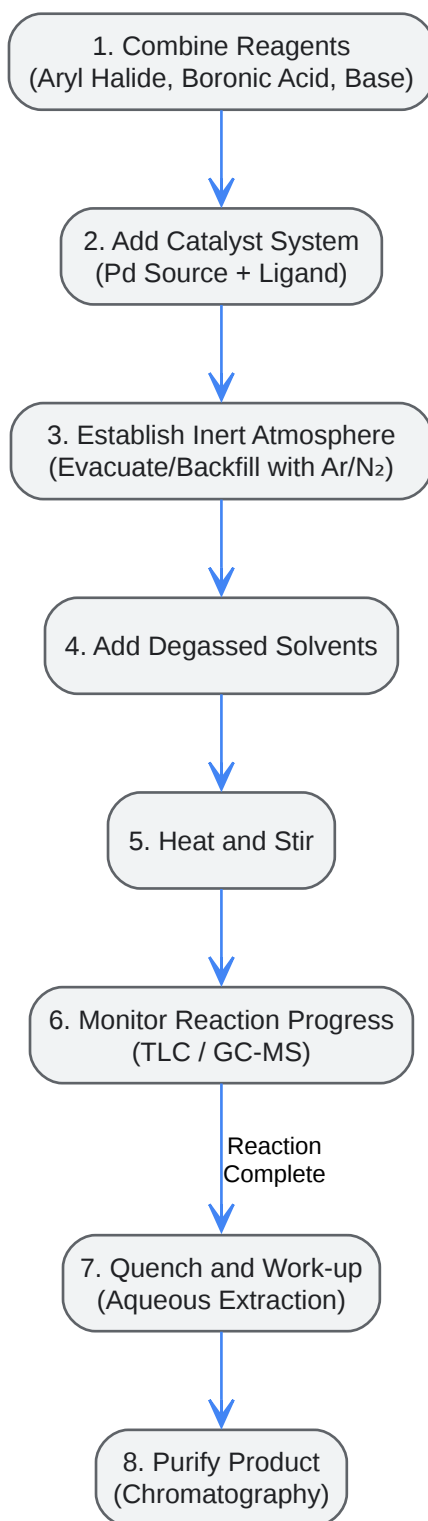 1. Combine Reagents
(Aryl Halide, Boronic Acid, Base)
2. Add Catalyst System
(Pd Source + Ligand)
3. Establish Inert Atmosphere
(Evacuate/Backfill with Ar/N₂)
4. Add Degassed Solvents
5. Heat and Stir
6. Monitor Reaction Progress
(TLC / GC-MS)
Reaction
Complete
7. Quench and Work-up
(Aqueous Extraction)
8. Purify Product
(Chromatography)